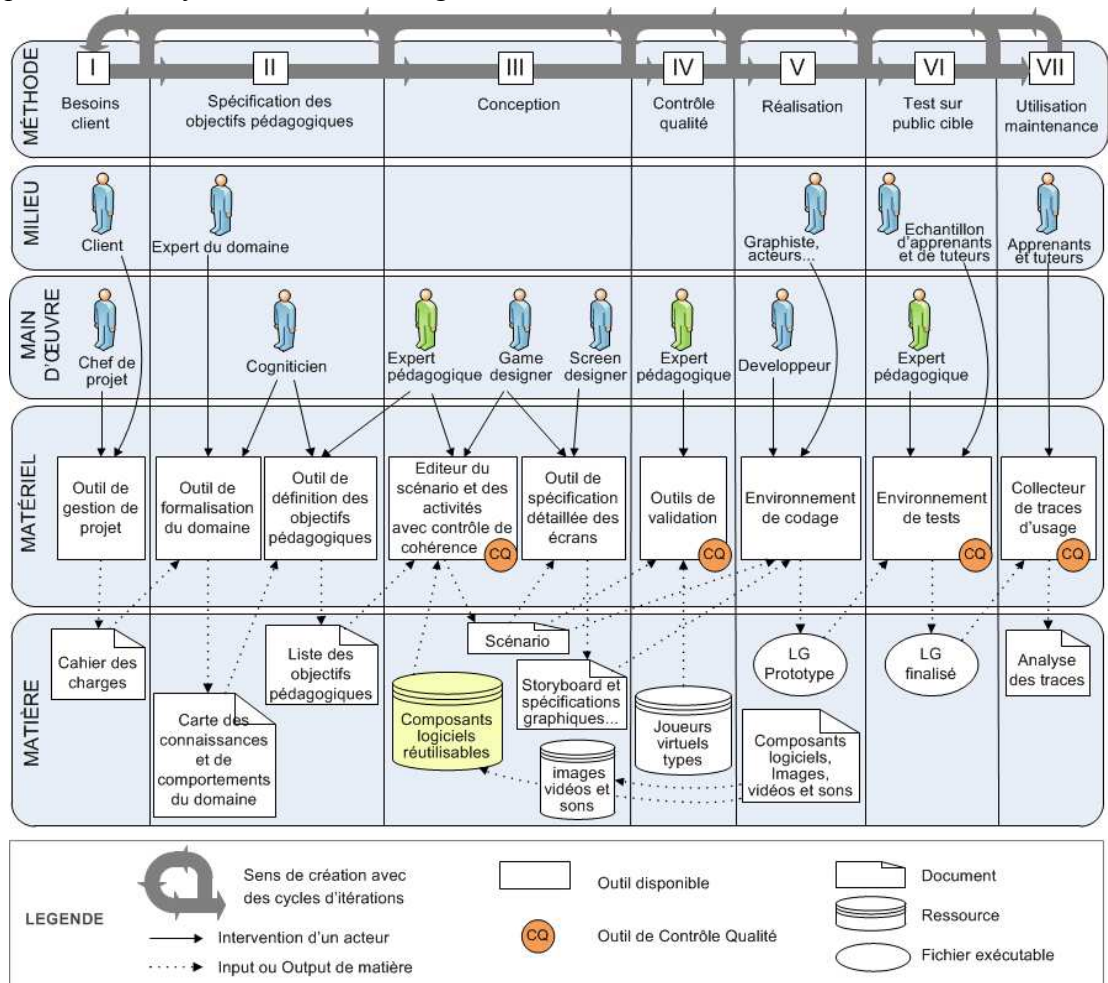 I
II
III
IV
V
VI
VII
MÉTHODE
Besoins
client
Spécification des
objectifs pédagogiques
Conception
Contrôle
qualité
Réalisation
Test sur
public cible
Utilisation
maintenance
MILIEU
Client
Expert du domaine
Graphiste,
acteurs...
Echantillon
d'apprenants
et de tuteurs
Apprenants
et tuteurs
MAIN
D'ŒUVRE
Chef de
projet
Cogniticien
Expert
pédagogique
Game
designer
Screen
designer
Expert
pédagogique
Developpeur
Expert
pédagogique
MATÉRIEL
Outil de
gestion de
projet
Outil de
formalisation
du domaine
Outil de
définition des
objectifs
pédagogiques
Editeur du
scénario et des
activités
avec contrôle de
cohérence
CQ
Outil de
spécification
détaillée des
écrans
Outils de
validation
CQ
Environnement
de codage
Environnement
de tests
CQ
Collecteur
de traces
d'usage
CQ
MATIÈRE
Cahier des
charges
Carte des
connaissances
et de
comportements
du domaine
Liste des
objectifs
pédagogiques
Composants
logiciels
réutilisables
Scénario
Storyboard et
spécifications
graphiques...
images
vidéos et
sons
Joueurs
virtuels
types
LG
Prototype
Composants
logiciels,
Images,
vidéos et sons
LG
finalisé
Analyse
des traces
LEGENDE
Sens de création avec
des cycles d'itérations
Intervention d'un acteur
Input ou Output de matière
Outil disponible
CQ
Outil de Contrôle Qualité
Document
Ressource
Fichier exécutable